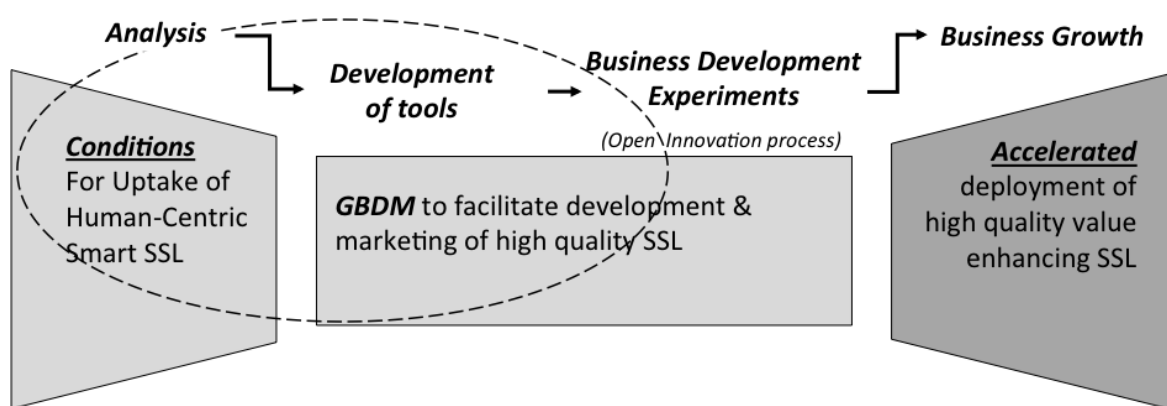 Analysis
Business Growth
Development
of tools
Business Development
Experiments
(Open Innovation process)
Conditions
For Uptake of
Human-Centric
Smart SSL
GBDM to facilitate development &
marketing of high quality SSL
Accelerated
deployment of
high quality value
enhancing SSL